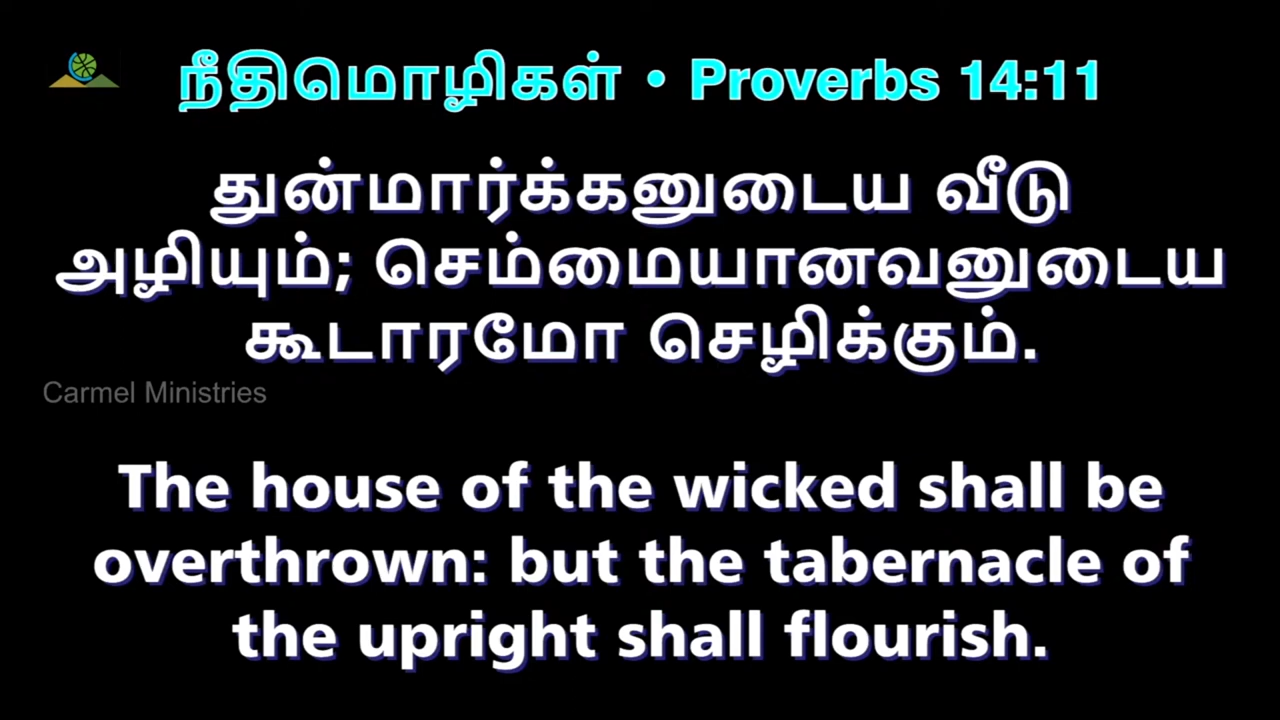 நீதிமொழிகள் • Proverbs 14:11
துன்மார்க்கனுடைய வீடு
அழியும்; செம்மையானவனுடைய
கூடாரமோ செழிக்கும்.
Carmel Ministries
The house of the wicked shall be
overthrown: but the tabernacle of
the upright shall flourish.